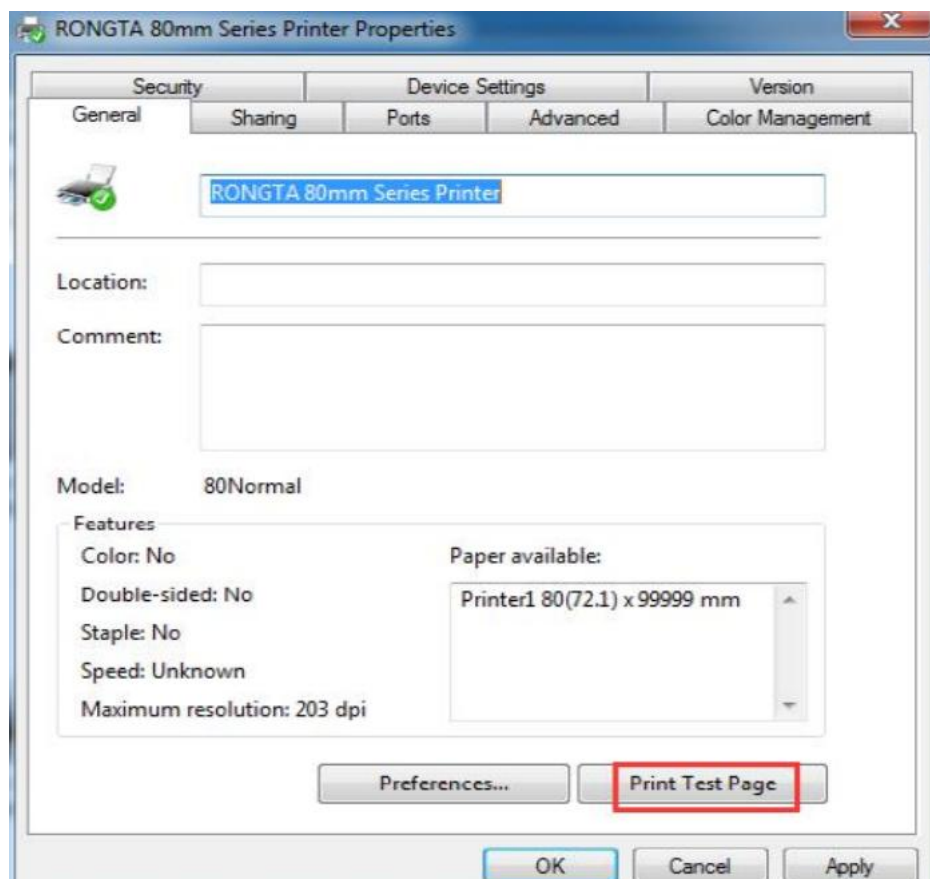 RONGTA 80mm Series Printer Properties
Security Device Settings Version
General Sharing Ports Advanced Color Management
RONGTA 80mm Series Printer
Location:
Comment:
Model: 80Normal
Features
Color: No
Paper available:
Double-sided: No
Printer1 80(72.1) x 99999 mm
Staple: No
Speed: Unknown
Maximum resolution: 203 dpi
Preferences... Print Test Page
OK Cancel Apply